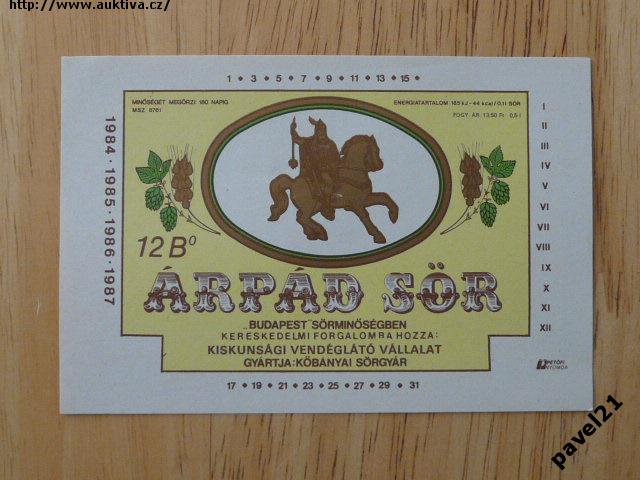 http://www.auktiva.cz/
1 • 3 • 5 • 7 • 9 • 11 • 13 • 15 •
MINŐSÉGÉT MEGŐRZI: 180 NAPIG
MSZ 8761
ENERGIATARTALOM 185 kJ - 44 kcal / 0,1 l SÖR
FOGY. ÁR: 13,50 Ft 0,5 l
1984 • 1985 • 1986 • 1987
I
II
III
IV
V
VI
VII
VIII
IX
X
XI
XII
12 B°
ÁRPÁD SÖR
„BUDAPEST” SÖRMINŐSÉGBEN
KERESKEDELMI FORGALOMBA HOZZA:
KISKUNSÁGI VENDÉGLÁTÓ VÁLLALAT
GYÁRTJA: KŐBÁNYAI SÖRGYÁR
PETŐFI
NYOMDA
17 • 19 • 21 • 23 • 25 • 27 • 29 • 31
pavel21